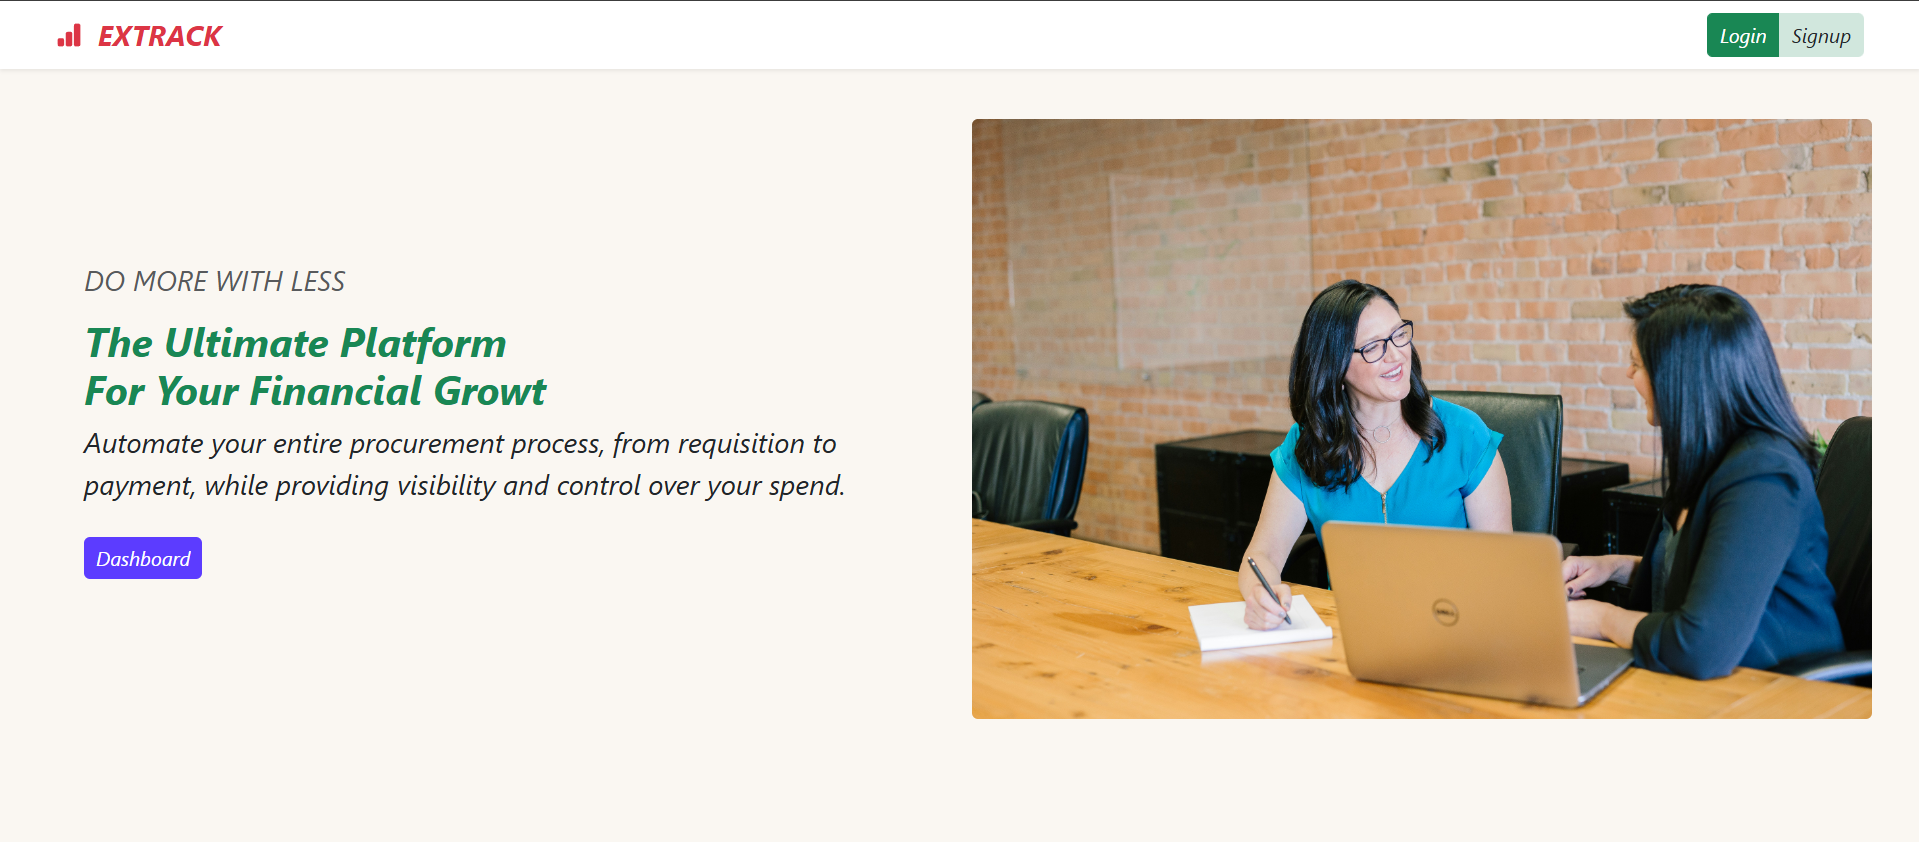 EXTRACK
Login
Signup
DO MORE WITH LESS
The Ultimate Platform
For Your Financial Growt
Automate your entire procurement process, from requisition to
payment, while providing visibility and control over your spend.
Dashboard
DELL